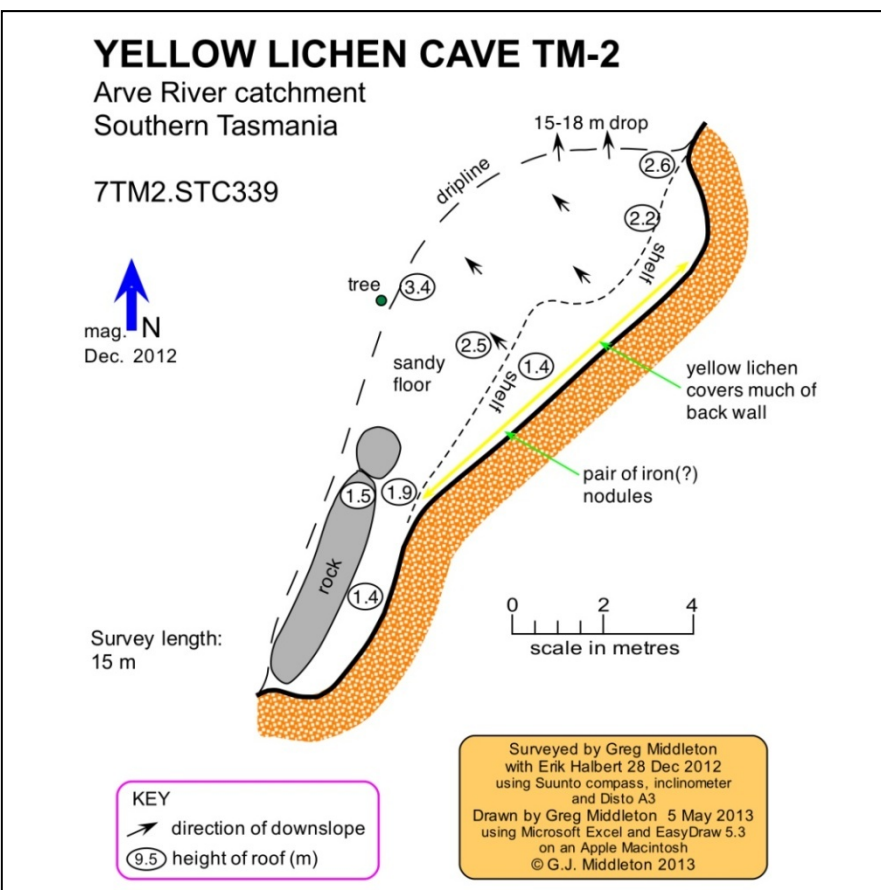 YELLOW LICHEN CAVE TM-2
Arve River catchment
Southern Tasmania
7TM2.STC339
15-18 m drop
dripline
2.6
2.2
shelf
tree
3.4
mag. N
Dec. 2012
2.5
sandy
floor
1.4
shelf
yellow lichen
covers much of
back wall
pair of iron(?)
nodules
1.5
1.9
rock
1.4
0 2 4
scale in metres
Survey length:
15 m
KEY
direction of downslope
9.5 height of roof (m)
Surveyed by Greg Middleton
with Erik Halbert 28 Dec 2012
using Suunto compass, inclinometer
and Disto A3
Drawn by Greg Middleton 5 May 2013
using Microsoft Excel and EasyDraw 5.3
on an Apple Macintosh
© G.J. Middleton 2013